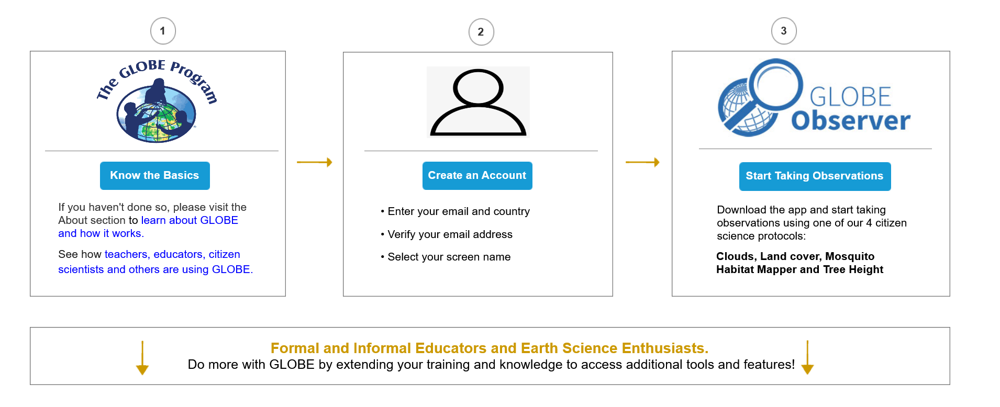 1
The GLOBE Program
Know the Basics
If you haven't done so, please visit the
About section to learn about GLOBE
and how it works.
See how teachers, educators, citizen
scientists and others are using GLOBE.
2
Create an Account
• Enter your email and country
• Verify your email address
• Select your screen name
3
GLOBE
Observer
Start Taking Observations
Download the app and start taking
observations using one of our 4 citizen
science protocols:
Clouds, Land cover, Mosquito
Habitat Mapper and Tree Height
Formal and Informal Educators and Earth Science Enthusiasts.
Do more with GLOBE by extending your training and knowledge to access additional tools and features!